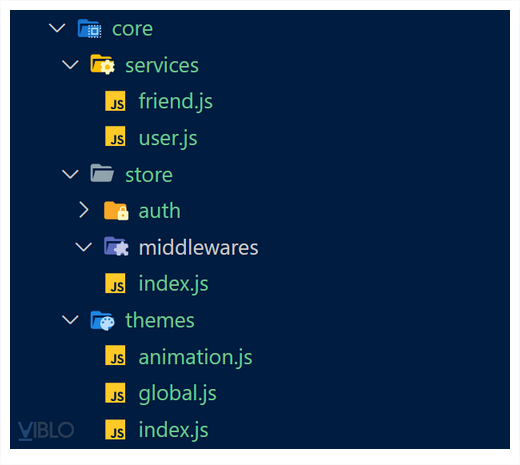 core
services
JS friend.js
JS user.js
store
auth
middlewares
JS index.js
themes
JS animation.js
JS global.js
JS index.js
VIBLO